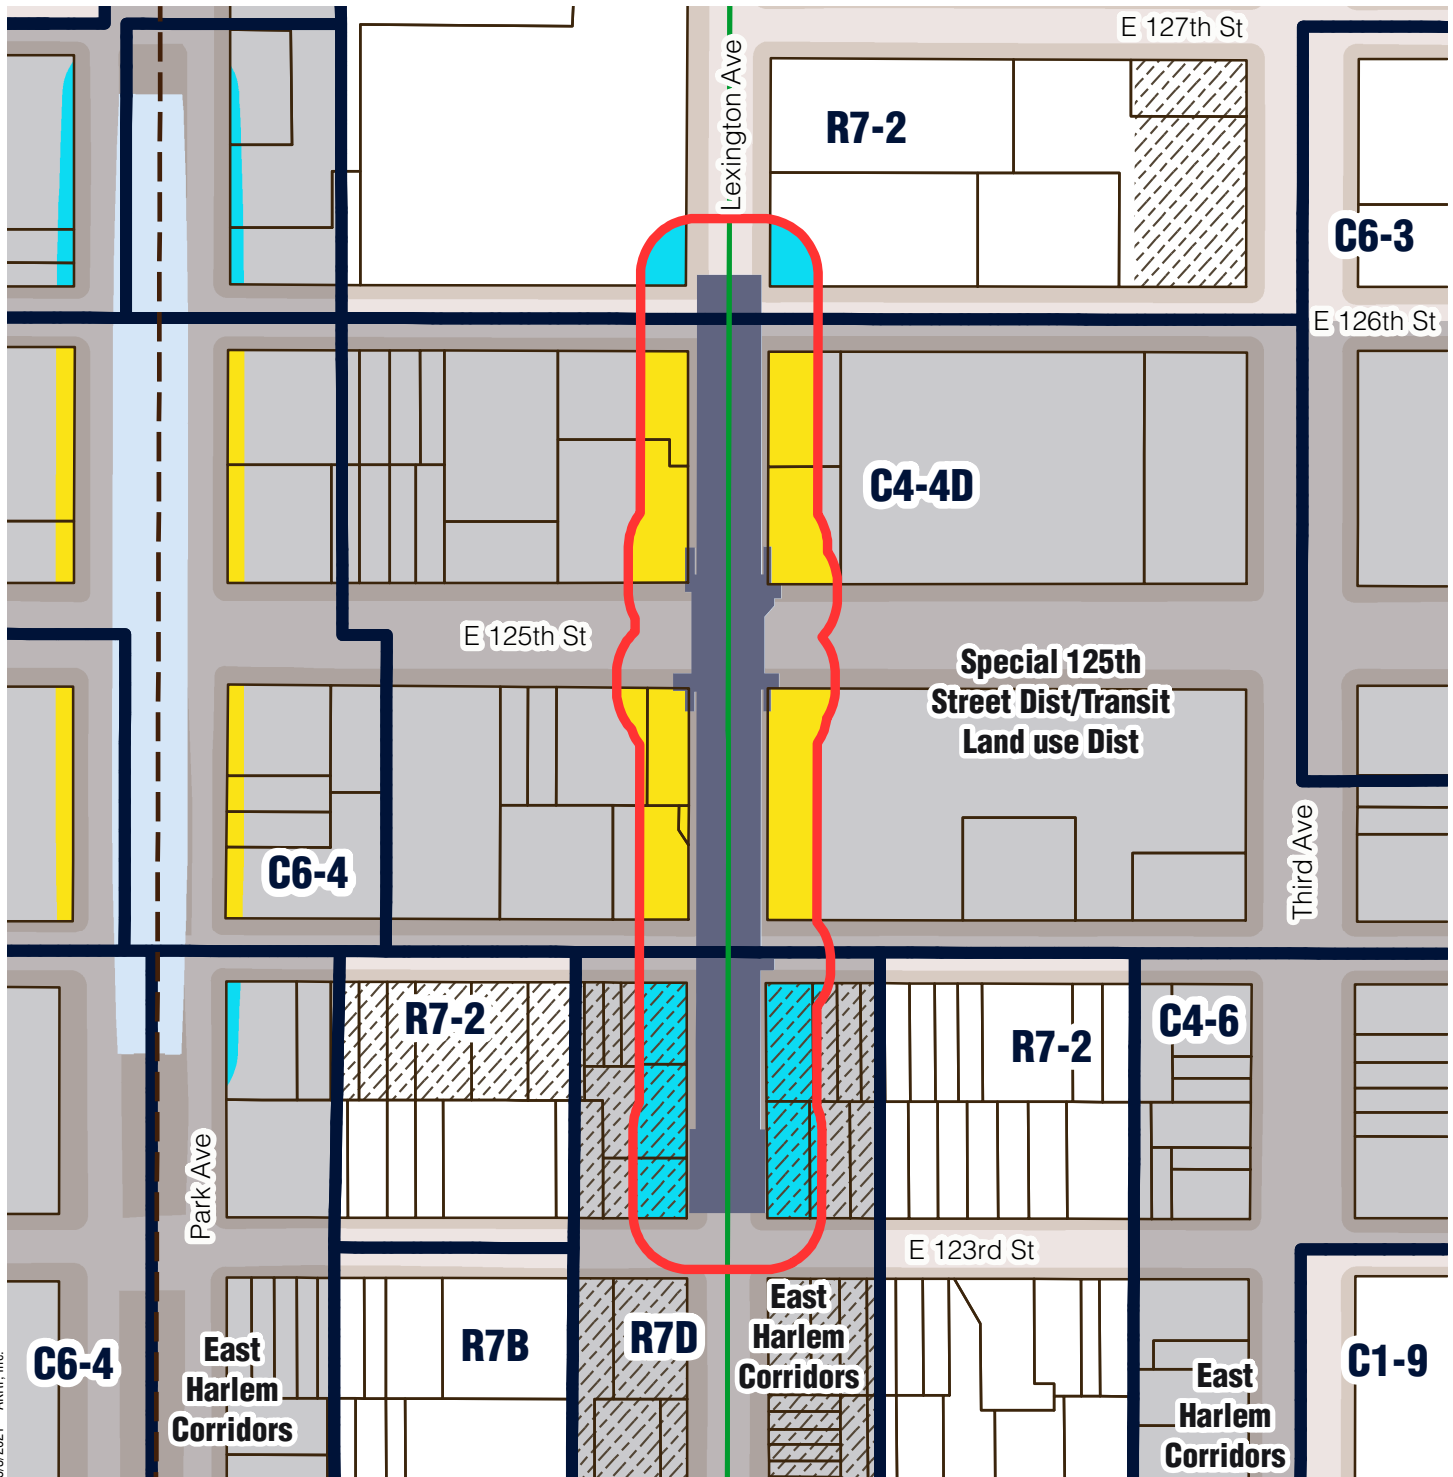 E 127th St
Lexington Ave
R7-2
C6-3
E 126th St
C4-4D
E 125th St
Special 125th
Street Dist/Transit
Land use Dist
Third Ave
C6-4
R7-2
C4-6
R7-2
Park Ave
E 123rd St
East
Harlem
Corridors
R7D
R7B
C1-9
C6-4
East
Harlem
Corridors
East
Harlem
Corridors